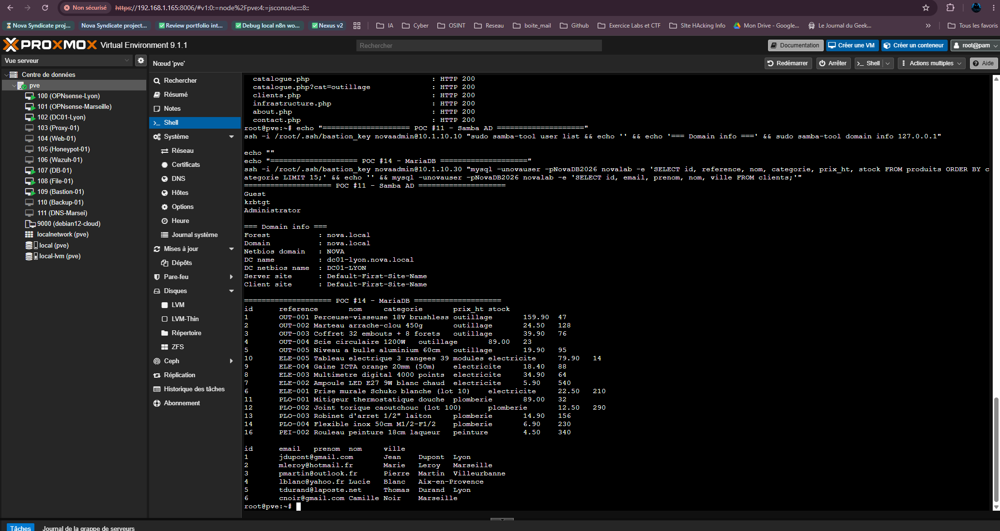 Non sécurisé https://192.168.1.165:8006/#v1:0:=node%2Fpve:4:=jsconsole::::8::
Nova Syndicate proj...
Nova Syndicate project...
Review portfolio int...
Debug local n8n wo...
Nexus v2
IA
Cyber
OSINT
Reseau
boite_mail
Github
Exercice Labs et CTF
SIte HAcking Info
Mon Drive - Google...
Le Journal du Geek...
»
Tous les favoris
PROXMOX Virtual Environment 9.1.1
Rechercher
Documentation
Créer une VM
Créer un conteneur
root@pam
Vue serveur
Nœud 'pve'
Redémarrer
Arrêter
Shell
Actions multiples
Aide
Centre de données
pve
100 (OPNsense-Lyon)
101 (OPNsense-Marseille)
102 (DC01-Lyon)
103 (Proxy-01)
104 (Web-01)
105 (Honeypot-01)
106 (Wazuh-01)
107 (DB-01)
108 (File-01)
109 (Bastion-01)
110 (Backup-01)
111 (DNS-Marsei)
9000 (debian12-cloud)
localnetwork (pve)
local (pve)
local-lvm (pve)
Rechercher
Résumé
Notes
Shell
Système
Réseau
Certificats
DNS
Hôtes
Options
Heure
Journal système
Mises à jour
Dépôts
Pare-feu
Disques
LVM
LVM-Thin
Répertoire
ZFS
Ceph
Réplication
Historique des tâches
Abonnement
catalogue.php : HTTP 200
catalogue.php?cat=outillage : HTTP 200
clients.php : HTTP 200
infrastructure.php : HTTP 200
about.php : HTTP 200
contact.php : HTTP 200
root@pve:~# echo "==================== POC #11 - Samba AD ===================="
ssh -i /root/.ssh/bastion_key novaadmin@10.1.10.10 "sudo samba-tool user list && echo '' && echo '=== Domain info ===' && sudo samba-tool domain info 127.0.0.1"
echo ""
echo "==================== POC #14 - MariaDB ===================="
ssh -i /root/.ssh/bastion_key novaadmin@10.1.10.30 "mysql -unovauser -pNovaDB2026 novalab -e 'SELECT id, reference, nom, categorie, prix_ht, stock FROM produits ORDER BY c
ategorie LIMIT 15;' && echo '' && mysql -unovauser -pNovaDB2026 novalab -e 'SELECT id, email, prenom, nom, ville FROM clients;'"
==================== POC #11 - Samba AD ====================
Guest
krbtgt
Administrator
=== Domain info ===
Forest : nova.local
Domain : nova.local
Netbios domain : NOVA
DC name : dc01-lyon.nova.local
DC netbios name : DC01-LYON
Server site : Default-First-Site-Name
Client site : Default-First-Site-Name
==================== POC #14 - MariaDB ====================
id reference nom categorie prix_ht stock
1 OUT-001 Perceuse-visseuse 18V brushless outillage 159.90 47
2 OUT-002 Marteau arrache-clou 450g outillage 24.50 128
3 OUT-003 Coffret 32 embouts + 8 forets outillage 39.90 76
4 OUT-004 Scie circulaire 1200W outillage 89.00 23
5 OUT-005 Niveau a bulle aluminium 60cm outillage 19.90 95
10 ELE-005 Tableau electrique 3 rangees 39 modules electricite 79.90 14
9 ELE-004 Gaine ICTA orange 20mm (50m) electricite 18.40 88
8 ELE-003 Multimetre digital 4000 points electricite 34.90 64
7 ELE-002 Ampoule LED E27 9W blanc chaud electricite 5.90 540
6 ELE-001 Prise murale Schuko blanche (lot 10) electricite 22.50 210
11 PLO-001 Mitigeur thermostatique douche plomberie 89.00 32
12 PLO-002 Joint torique caoutchouc (lot 100) plomberie 12.50 290
13 PLO-003 Robinet d'arret 1/2" laiton plomberie 14.90 156
14 PLO-004 Flexible inox 50cm M1/2-F1/2 plomberie 6.90 230
16 PEI-002 Rouleau peinture 18cm laqueur peinture 4.50 340
id email prenom nom ville
1 jdupont@gmail.com Jean Dupont Lyon
2 mleroy@hotmail.fr Marie Leroy Marseille
3 pmartin@outlook.fr Pierre Martin Villeurbanne
4 lblanc@yahoo.fr Lucie Blanc Aix-en-Provence
5 tdurand@laposte.net Thomas Durand Lyon
6 cnoir@gmail.com Camille Noir Marseille
root@pve:~#
Tâches
Journal de la grappe de serveurs